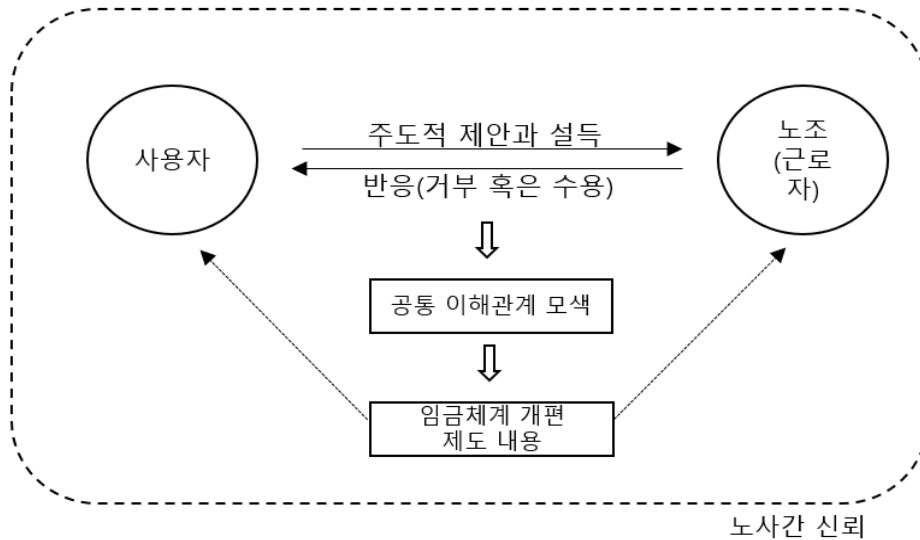 사용자
주도적 제안과 설득
반응(거부 혹은 수용)
노조
(근로
자)
공통 이해관계 모색
임금체계 개편
제도 내용
노사간 신뢰